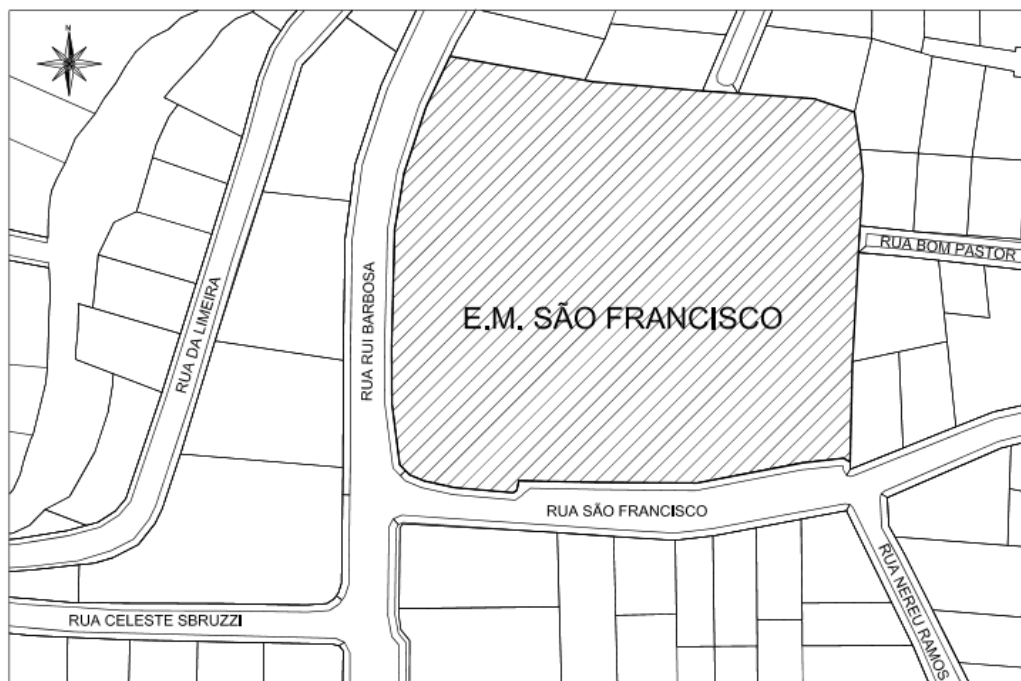 N
RUA BOM PASTOR
RUA DA LIMEIRA
RUA RUI BARBOSA
E.M. SÃO FRANCISCO
RUA SÃO FRANCISCO
RUA NEREU RAMOS
RUA CELESTE SBRUZZI